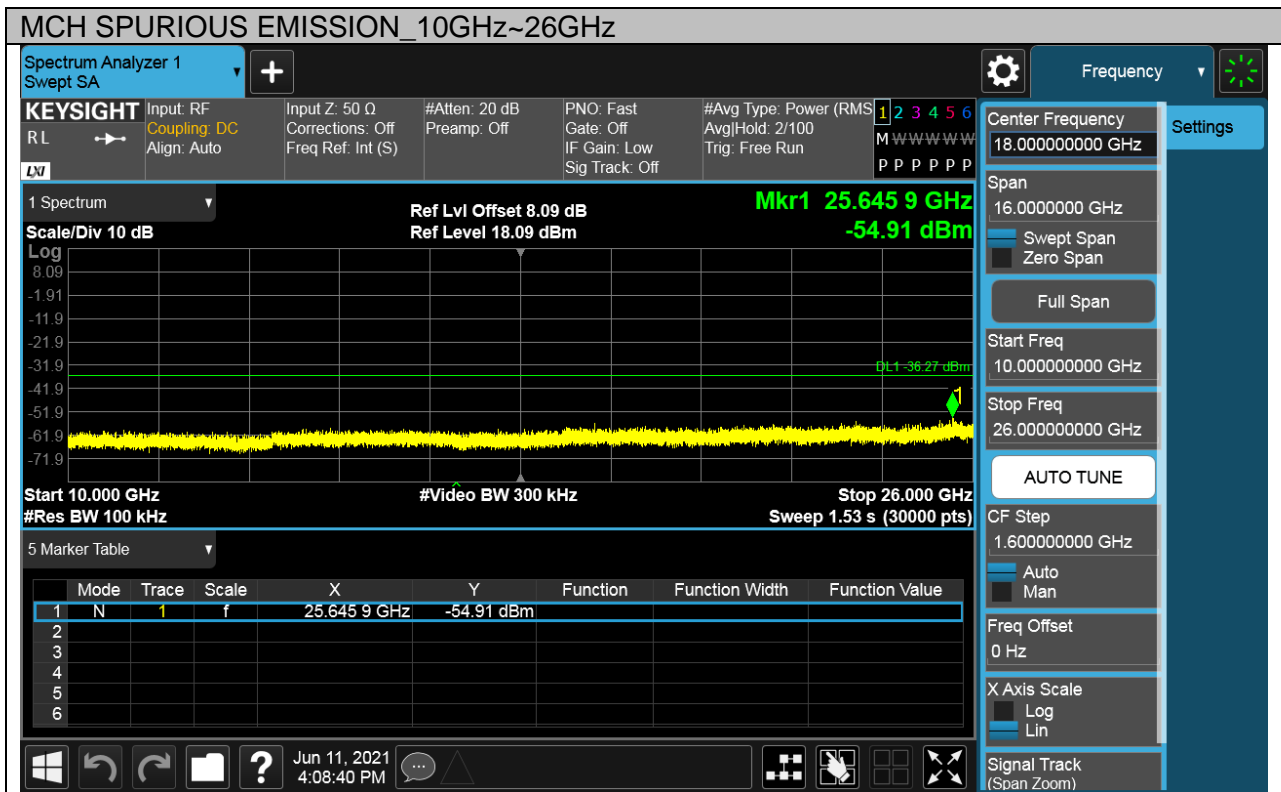 MCH SPURIOUS EMISSION_10GHz~26GHz
Spectrum Analyzer 1
Swept SA
+
Frequency
KEYSIGHT
RL
LXI
Input: RF
Coupling: DC
Align: Auto
Input Z: 50 Ω
Corrections: Off
Freq Ref: Int (S)
#Atten: 20 dB
Preamp: Off
PNO: Fast
Gate: Off
IF Gain: Low
Sig Track: Off
#Avg Type: Power (RMS
Avg|Hold: 2/100
Trig: Free Run
1 2 3 4 5 6
M W W W W W
P P P P P P
1 Spectrum
Scale/Div 10 dB
Ref Lvl Offset 8.09 dB
Ref Level 18.09 dBm
Mkr1 25.645 9 GHz
-54.91 dBm
Log
8.09
-1.91
-11.9
-21.9
-31.9
-41.9
-51.9
-61.9
-71.9
DL1 -36.27 dBm
1
Start 10.000 GHz
#Res BW 100 kHz
#Video BW 300 kHz
Stop 26.000 GHz
Sweep 1.53 s (30000 pts)
5 Marker Table
Mode Trace Scale X Y Function Function Width Function Value
1 N 1 f 25.645 9 GHz -54.91 dBm
2
3
4
5
6
?
Jun 11, 2021
4:08:40 PM
Center Frequency
18.000000000 GHz
Span
16.0000000 GHz
Swept Span
Zero Span
Full Span
Start Freq
10.000000000 GHz
Stop Freq
26.000000000 GHz
AUTO TUNE
CF Step
1.600000000 GHz
Auto
Man
Freq Offset
0 Hz
X Axis Scale
Log
Lin
Signal Track
(Span Zoom)
Settings